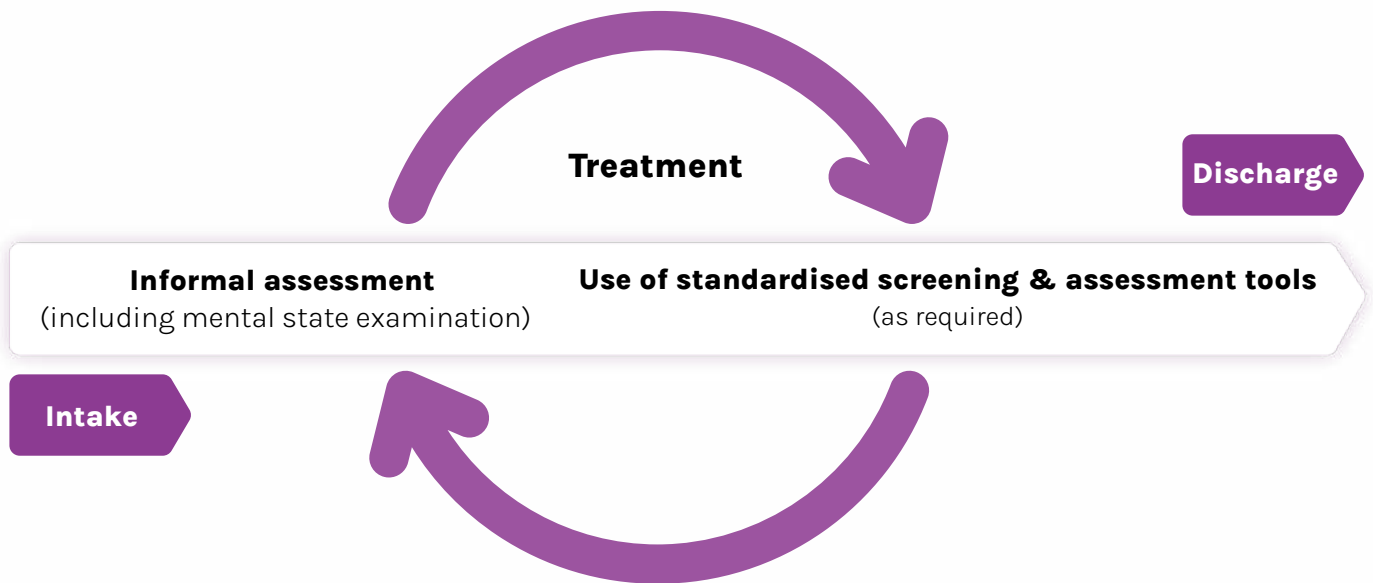 Treatment
Discharge
Informal assessment
(including mental state examination)
Use of standardised screening & assessment tools
(as required)
Intake